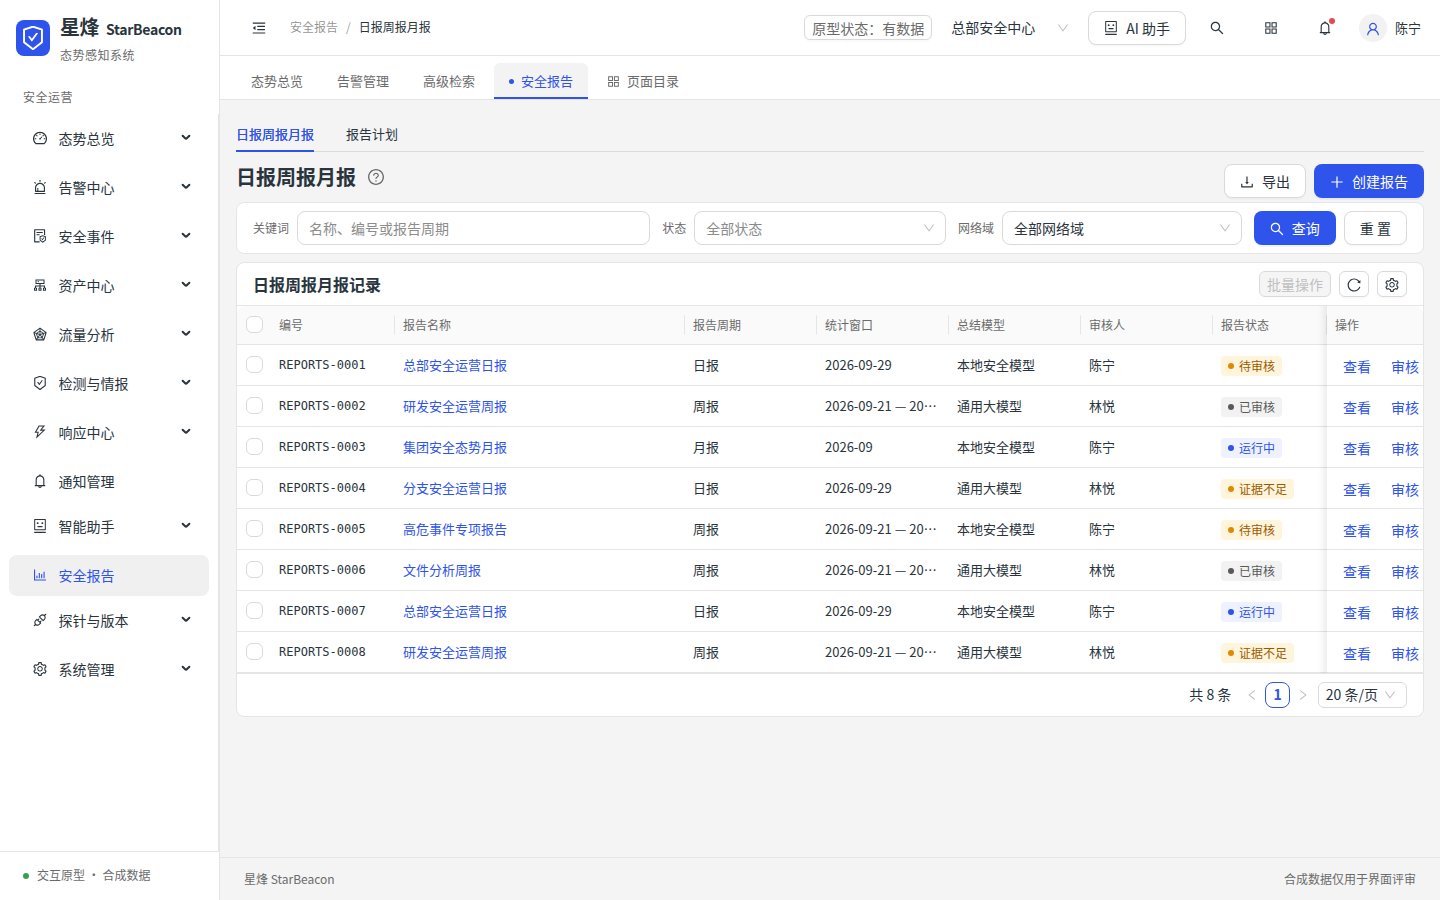 星烽 StarBeacon
态势感知系统
安全运营
态势总览
告警中心
安全事件
资产中心
流量分析
检测与情报
响应中心
通知管理
智能助手
安全报告
探针与版本
系统管理
交互原型 · 合成数据
安全报告 / 日报周报月报
原型状态：有数据
总部安全中心
AI 助手
陈宁
态势总览
告警管理
高级检索
安全报告
页面目录
日报周报月报
报告计划
日报周报月报
导出
创建报告
关键词 名称、编号或报告周期
状态 全部状态
网络域 全部网络域
查询
重置
日报周报月报记录
批量操作
编号 报告名称 报告周期 统计窗口 总结模型 审核人 报告状态 操作
REPORTS-0001 总部安全运营日报 日报 2026-09-29 本地安全模型 陈宁 待审核 查看 审核
REPORTS-0002 研发安全运营周报 周报 2026-09-21 — 20··· 通用大模型 林悦 已审核 查看 审核
REPORTS-0003 集团安全态势月报 月报 2026-09 本地安全模型 陈宁 运行中 查看 审核
REPORTS-0004 分支安全运营日报 日报 2026-09-29 通用大模型 林悦 证据不足 查看 审核
REPORTS-0005 高危事件专项报告 周报 2026-09-21 — 20··· 本地安全模型 陈宁 待审核 查看 审核
REPORTS-0006 文件分析周报 周报 2026-09-21 — 20··· 通用大模型 林悦 已审核 查看 审核
REPORTS-0007 总部安全运营日报 日报 2026-09-29 本地安全模型 陈宁 运行中 查看 审核
REPORTS-0008 研发安全运营周报 周报 2026-09-21 — 20··· 通用大模型 林悦 证据不足 查看 审核
共 8 条 < 1 > 20 条/页
星烽 StarBeacon
合成数据仅用于界面评审